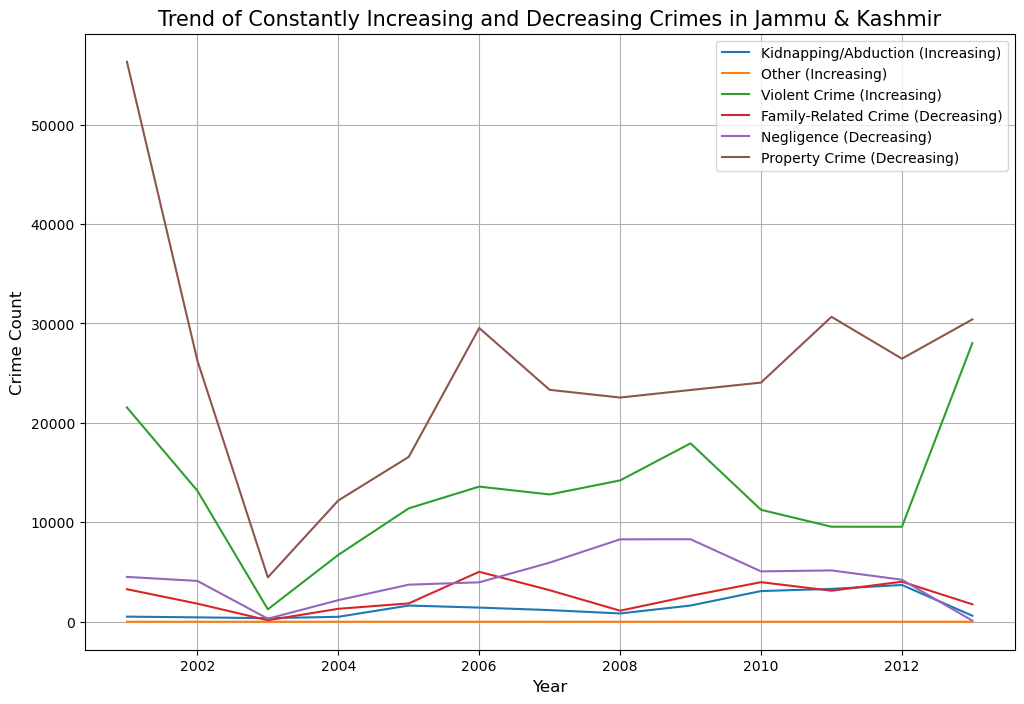 Trend of Constantly Increasing and Decreasing Crimes in Jammu & Kashmir
Kidnapping/Abduction (Increasing)
Other (Increasing)
Violent Crime (Increasing)
Family-Related Crime (Decreasing)
Negligence (Decreasing)
Property Crime (Decreasing)
Crime Count
50000
40000
30000
20000
10000
0
2002 2004 2006 2008 2010 2012
Year